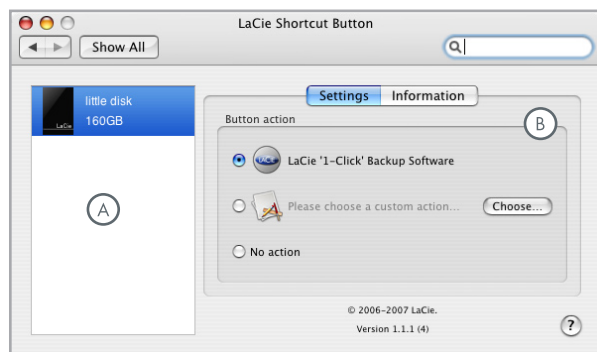 LaCie Shortcut Button
Show All
little disk
160GB
LaCie
A
Settings Information
B
Button action
LaCie '1-Click' Backup Software
Please choose a custom action... Choose...
No action
© 2006-2007 LaCie.
Version 1.1.1 (4)
?